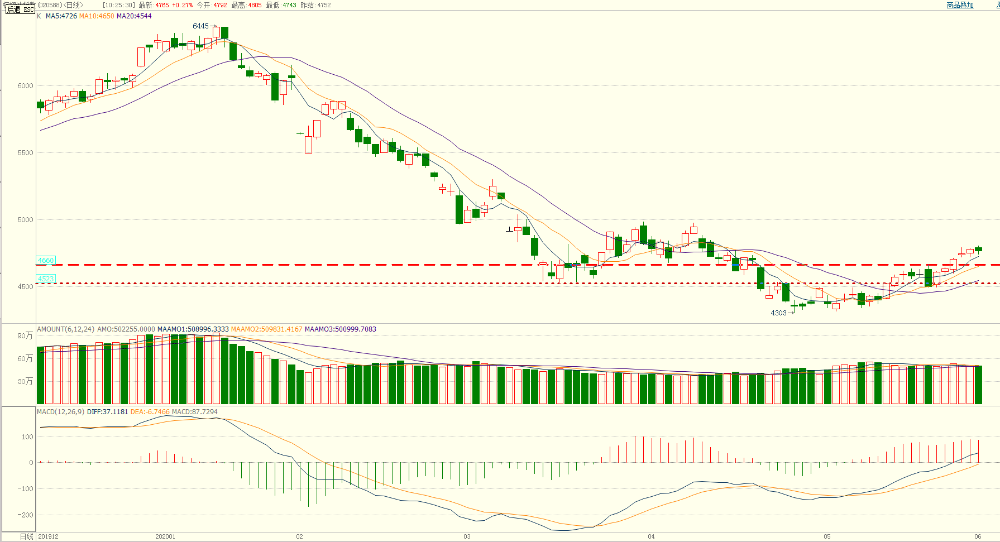 (020588)<日线> [10:25:30] 最新:4765 +0.27% 今开:4792 最高:4805 最低:4743 昨结:4752 商品叠加
后退 ESC
K MA5:4726 MA10:4650 MA20:4544
6445
6000
5500
5000
4660
4523
4500
4303
AMOUNT(6,12,24) AMO:502255.0000 MAAMO1:508996.3333 MAAMO2:509831.4167 MAAMO3:500999.7083
90万
60万
30万
MACD(12,26,9) DIFF:37.1181 DEA:-6.7466 MACD:87.7294
100
0
-100
-200
日线 201912 202001 02 03 04 05 06